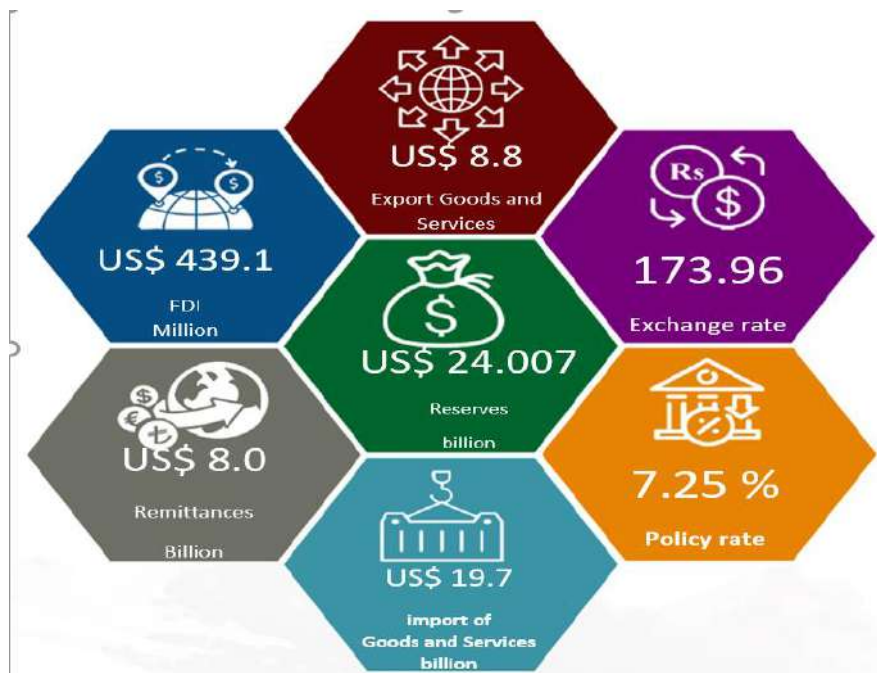 US$ 8.8
Export Goods and
Services
US$ 439.1
FDI
Million
Rs
$
173.96
Exchange rate
$
US$ 24.007
Reserves
billion
$
€
₺
US$ 8.0
Remittances
Billion
%
7.25 %
Policy rate
US$ 19.7
import of
Goods and Services
billion